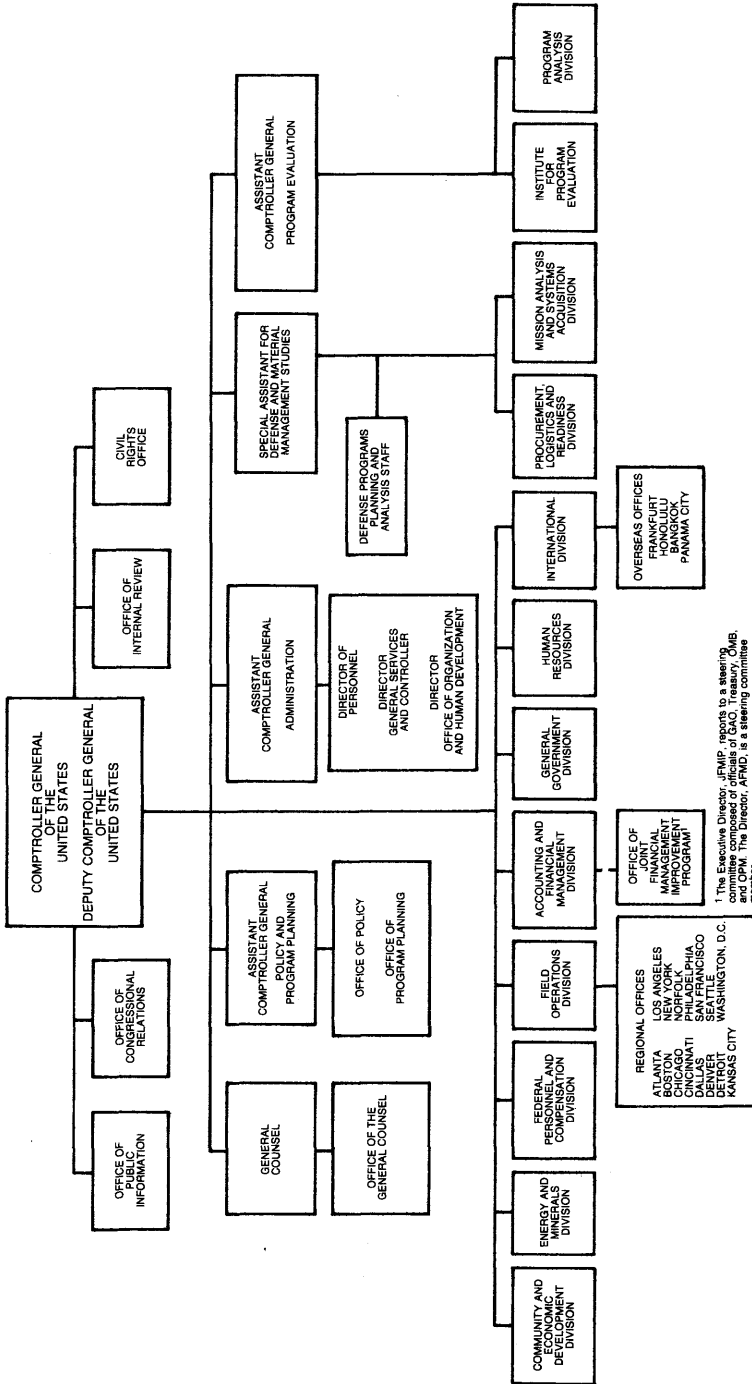 COMPTROLLER GENERAL
OF THE
UNITED STATES
DEPUTY COMPTROLLER GENERAL
OF THE
UNITED STATES
OFFICE OF
PUBLIC
INFORMATION
OFFICE OF
CONGRESSIONAL
RELATIONS
OFFICE OF
INTERNAL REVIEW
CIVIL
RIGHTS
OFFICE
GENERAL
COUNSEL
OFFICE OF THE
GENERAL COUNSEL
ASSISTANT
COMPTROLLER GENERAL
POLICY AND
PROGRAM PLANNING
OFFICE OF POLICY
OFFICE OF
PROGRAM PLANNING
ASSISTANT
COMPTROLLER GENERAL
ADMINISTRATION
DIRECTOR OF
PERSONNEL
DIRECTOR
GENERAL SERVICES
AND CONTROLLER
DIRECTOR
OFFICE OF ORGANIZATION
AND HUMAN DEVELOPMENT
SPECIAL ASSISTANT FOR
DEFENSE AND MATERIAL
MANAGEMENT STUDIES
DEFENSE PROGRAMS
PLANNING AND
ANALYSIS STAFF
ASSISTANT
COMPTROLLER GENERAL
PROGRAM EVALUATION
COMMUNITY AND
ECONOMIC
DEVELOPMENT
DIVISION
ENERGY AND
MINERALS
DIVISION
FEDERAL
PERSONNEL AND
COMPENSATION
DIVISION
FIELD
OPERATIONS
DIVISION
ACCOUNTING AND
FINANCIAL
MANAGEMENT
DIVISION
GENERAL
GOVERNMENT
DIVISION
HUMAN
RESOURCES
DIVISION
INTERNATIONAL
DIVISION
PROCUREMENT,
LOGISTICS AND
READINESS
DIVISION
MISSION ANALYSIS
AND SYSTEMS
ACQUISITION
DIVISION
INSTITUTE
FOR
PROGRAM
EVALUATION
PROGRAM
ANALYSIS
DIVISION
REGIONAL OFFICES
ATLANTA LOS ANGELES
BOSTON NEW YORK
CHICAGO NORFOLK
CINCINNATI PHILADELPHIA
DALLAS SAN FRANCISCO
DENVER SEATTLE
DETROIT WASHINGTON, D.C.
KANSAS CITY
OFFICE OF
JOINT
FINANCIAL
MANAGEMENT
IMPROVEMENT
PROGRAM¹
OVERSEAS OFFICES
FRANKFURT
HONOLULU
BANGKOK
PANAMA CITY
¹ The Executive Director, JFMIP, reports to a steering
committee composed of officials of GAO, Treasury, OMB,
and OPM. The Director, AFMD, is a steering committee